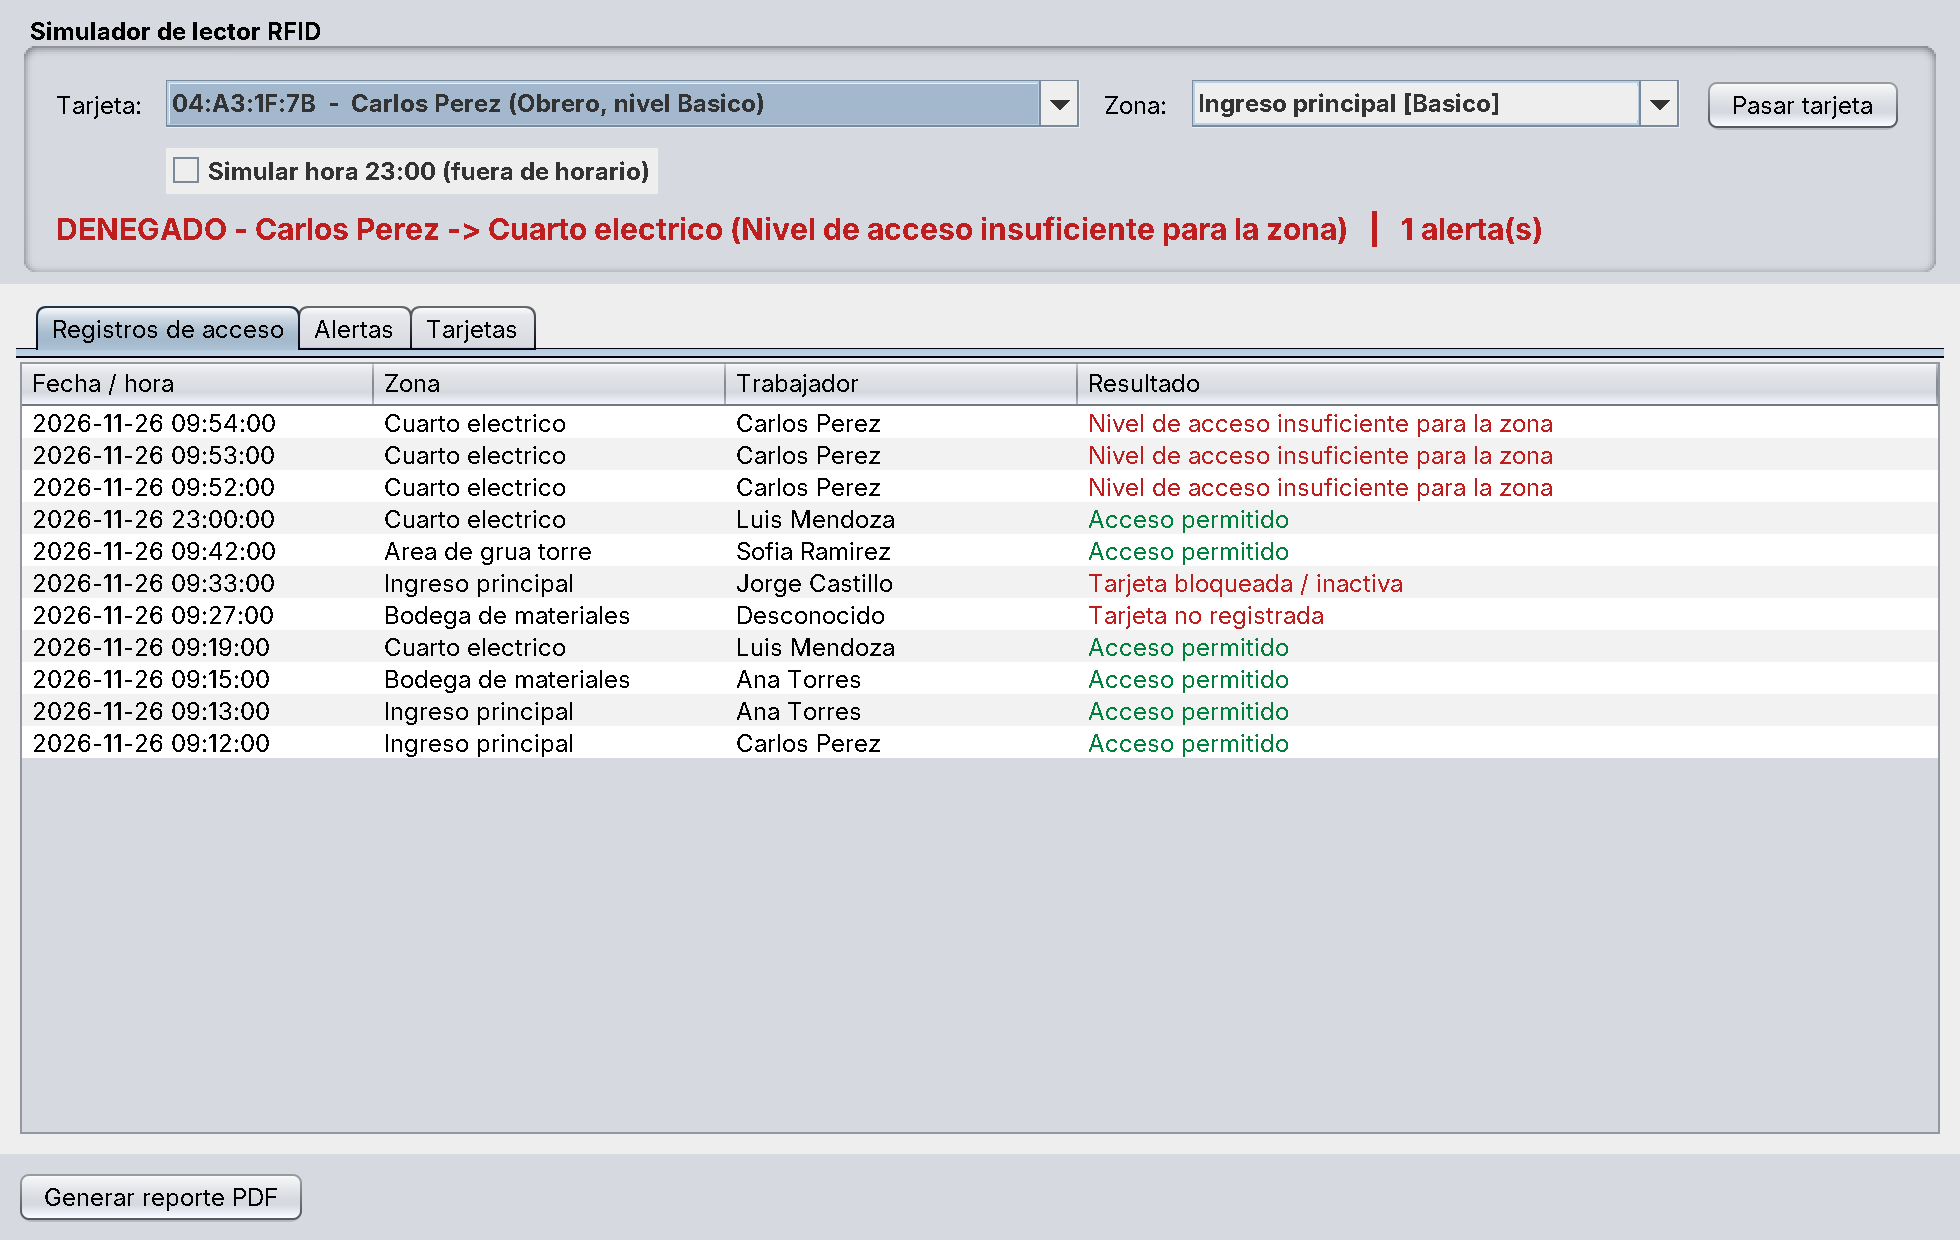 Simulador de lector RFID
Tarjeta: 04:A3:1F:7B - Carlos Perez (Obrero, nivel Basico) Zona: Ingreso principal [Basico] Pasar tarjeta
Simular hora 23:00 (fuera de horario)
DENEGADO - Carlos Perez -> Cuarto electrico (Nivel de acceso insuficiente para la zona) | 1 alerta(s)
Registros de acceso Alertas Tarjetas
Fecha / hora Zona Trabajador Resultado
2026-11-26 09:54:00 Cuarto electrico Carlos Perez Nivel de acceso insuficiente para la zona
2026-11-26 09:53:00 Cuarto electrico Carlos Perez Nivel de acceso insuficiente para la zona
2026-11-26 09:52:00 Cuarto electrico Carlos Perez Nivel de acceso insuficiente para la zona
2026-11-26 23:00:00 Cuarto electrico Luis Mendoza Acceso permitido
2026-11-26 09:42:00 Area de grua torre Sofia Ramirez Acceso permitido
2026-11-26 09:33:00 Ingreso principal Jorge Castillo Tarjeta bloqueada / inactiva
2026-11-26 09:27:00 Bodega de materiales Desconocido Tarjeta no registrada
2026-11-26 09:19:00 Cuarto electrico Luis Mendoza Acceso permitido
2026-11-26 09:15:00 Bodega de materiales Ana Torres Acceso permitido
2026-11-26 09:13:00 Ingreso principal Ana Torres Acceso permitido
2026-11-26 09:12:00 Ingreso principal Carlos Perez Acceso permitido
Generar reporte PDF